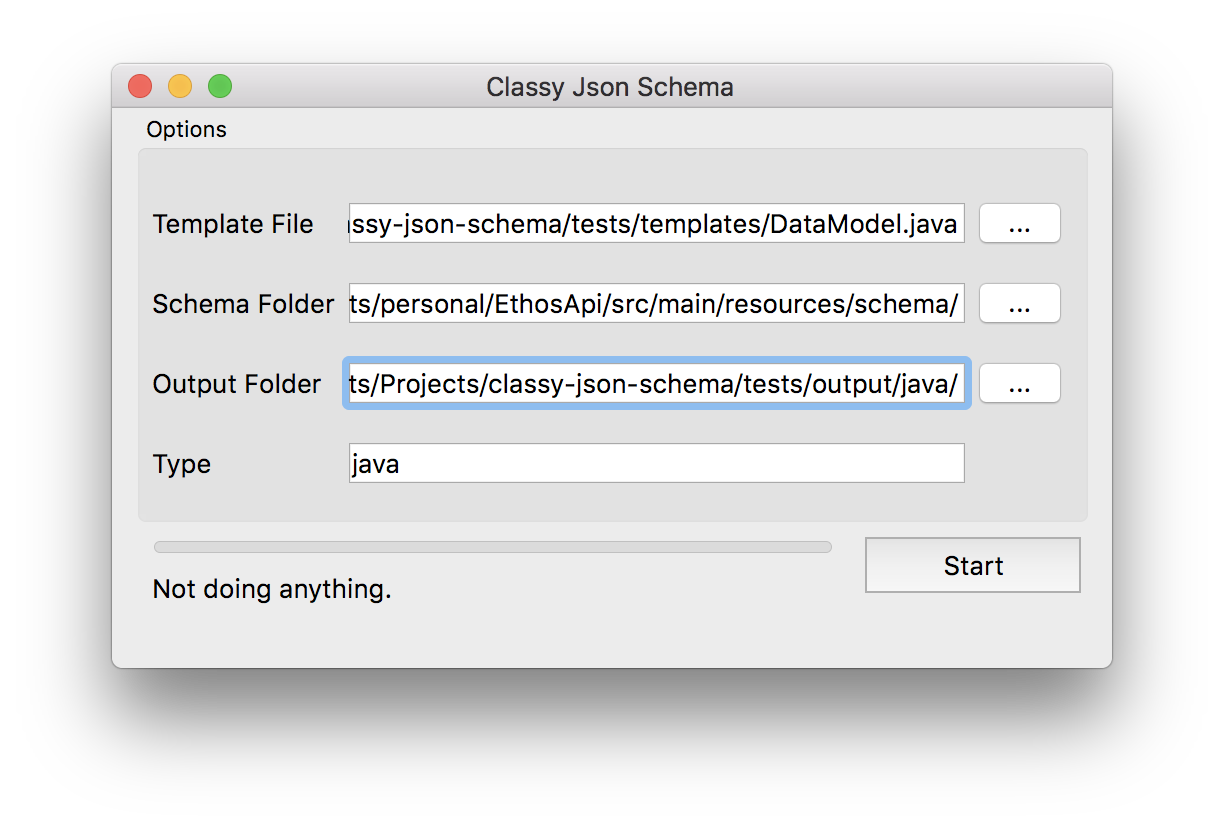 Classy Json Schema
Options
Template File ssy-json-schema/tests/templates/DataModel.java ...
Schema Folder ts/personal/EthosApi/src/main/resources/schema/ ...
Output Folder ts/Projects/classy-json-schema/tests/output/java/ ...
Type java
Start
Not doing anything.